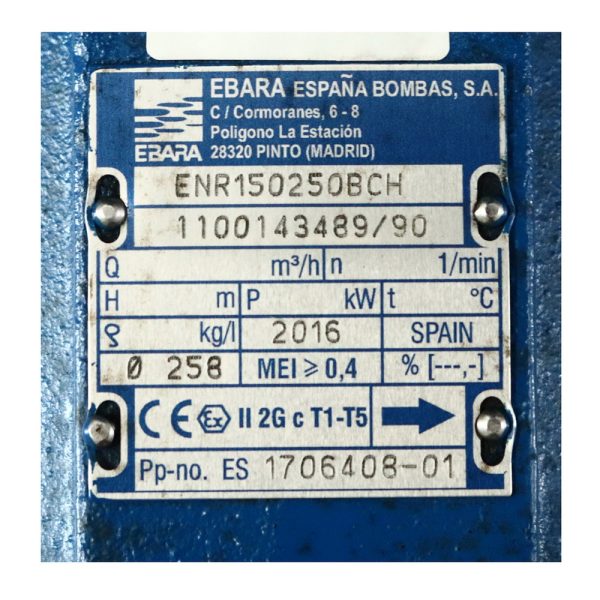 EBARA ESPAÑA BOMBAS, S.A.
C / Cormoranes, 6 - 8
Poligono La Estación
28320 PINTO (MADRID)
EBARA
ENR150250BCH
1100143489/90
Q m³/h n 1/min
H m P kW t °C
8 kg/l 2016 SPAIN
Ø 258 MEI ≥ 0,4 % [---,-]
CE Ex II 2G c T1-T5
Pp-no. ES 1706408-01